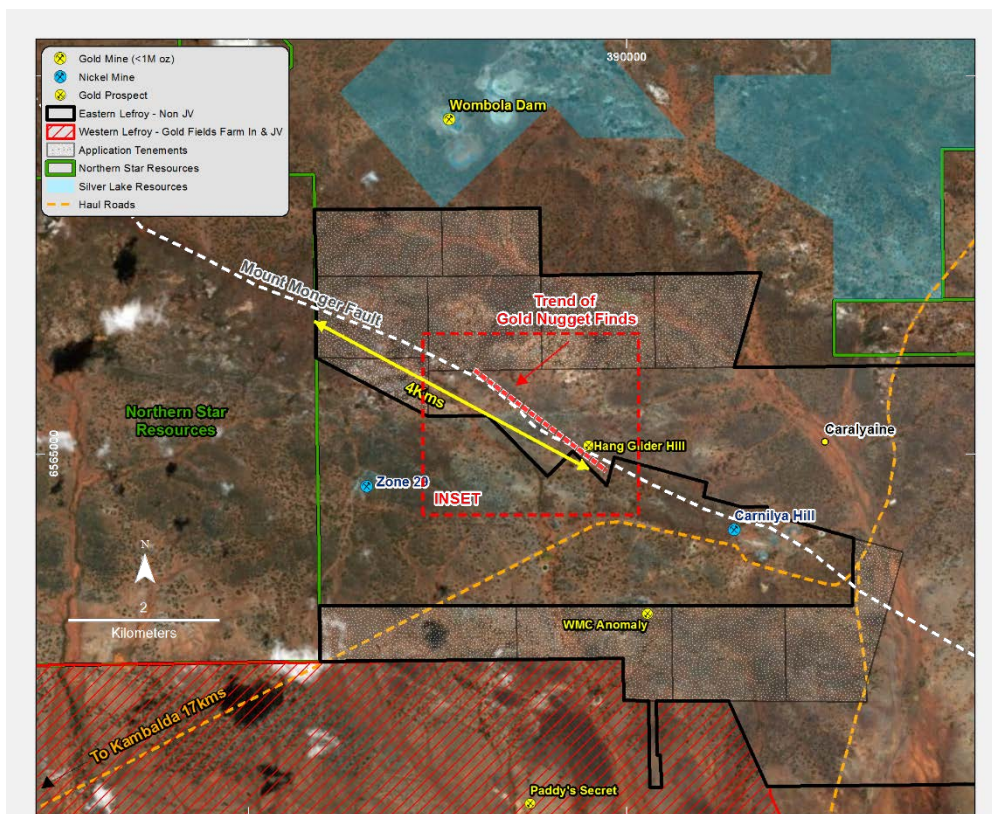 Gold Mine (<1M oz)
Nickel Mine
Gold Prospect
Eastern Lefroy - Non JV
Western Lefroy - Gold Fields Farm In & JV
Application Tenements
Northern Star Resources
Silver Lake Resources
Haul Roads
390000
Wombola Dam
Mount Monger Fault
Trend of
Gold Nugget Finds
4Kms
Northern Star
Resources
6565000
Hang Gilder Hill
Caralyaine
Zone 29
INSET
Carnilya Hill
N
2
Kilometers
WMC Anomaly
To Kambalda 17kms
Paddy's Secret